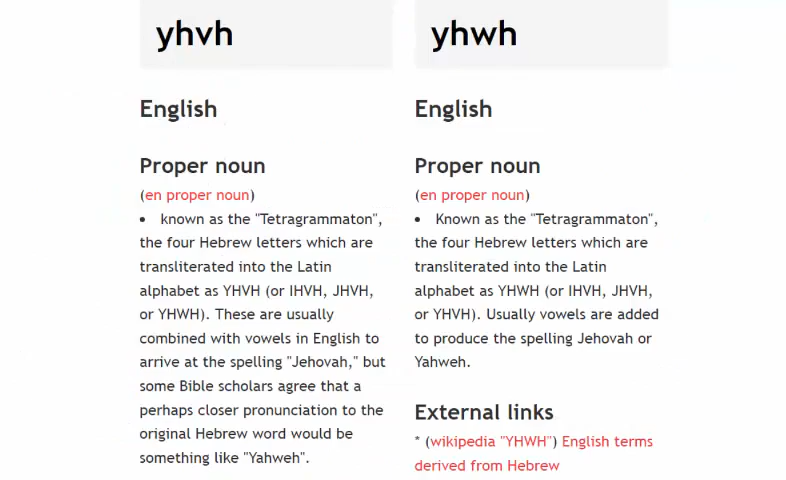 yhvh
English
Proper noun
(en proper noun)
• known as the "Tetragrammaton",
the four Hebrew letters which are
transliterated into the Latin
alphabet as YHVH (or IHVH, JHVH,
or YHWH). These are usually
combined with vowels in English to
arrive at the spelling "Jehovah," but
some Bible scholars agree that a
perhaps closer pronunciation to the
original Hebrew word would be
something like "Yahweh".
yhwh
English
Proper noun
(en proper noun)
• Known as the "Tetragrammaton",
the four Hebrew letters which are
transliterated into the Latin
alphabet as YHWH (or IHVH, JHVH,
or YHVH). Usually vowels are added
to produce the spelling Jehovah or
Yahweh.
External links
* (wikipedia "YHWH") English terms
derived from Hebrew